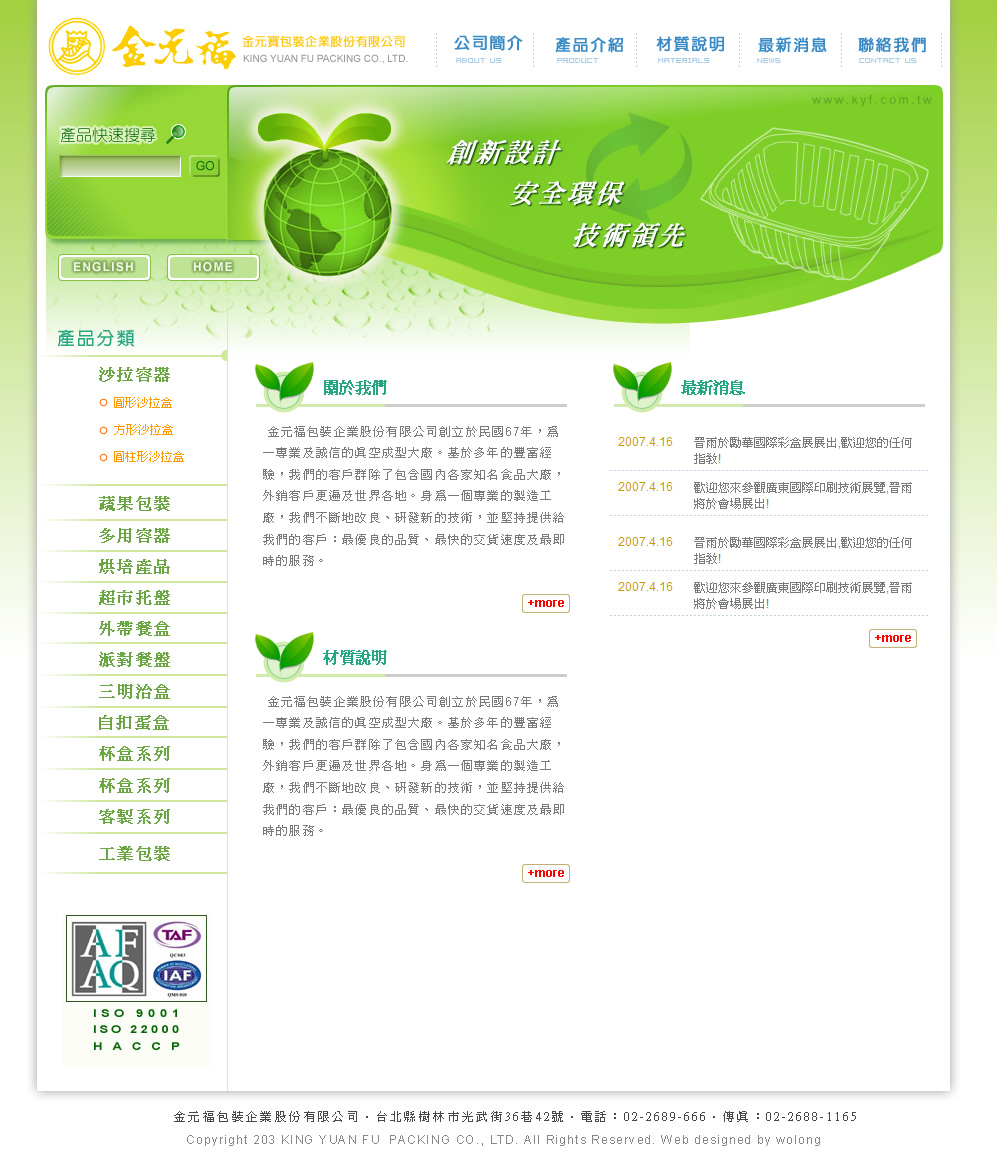 金元福 金元寶包裝企業股份有限公司
KING YUAN FU PACKING CO., LTD.
公司簡介 產品介紹 材質說明 最新消息 聯絡我們
ABOUT US PRODUCT MATERIALS NEWS CONTACT US
www.kyf.com.tw
產品快速搜尋
GO
創新設計
安全環保
技術領先
ENGLISH HOME
產品分類
沙拉容器
圓形沙拉盒
方形沙拉盒
圓柱形沙拉盒
蔬果包裝
多用容器
烘培產品
超市托盤
外帶餐盒
派對餐盤
三明治盒
自扣蛋盒
杯盒系列
杯盒系列
客製系列
工業包裝
AFAQ
TAF
IAF
ISO 9001
ISO 22000
HACCP
關於我們
金元福包裝企業股份有限公司創立於民國67年，為
一專業及誠信的真空成型大廠。基於多年的豐富經
驗，我們的客戶群除了包含國內各家知名食品大廠，
外銷客戶更遍及世界各地。身為一個專業的製造工
廠，我們不斷地改良、研發新的技術，並堅持提供給
我們的客戶：最優良的品質、最快的交貨速度及最即
時的服務。
+more
材質說明
金元福包裝企業股份有限公司創立於民國67年，為
一專業及誠信的真空成型大廠。基於多年的豐富經
驗，我們的客戶群除了包含國內各家知名食品大廠，
外銷客戶更遍及世界各地。身為一個專業的製造工
廠，我們不斷地改良、研發新的技術，並堅持提供給
我們的客戶：最優良的品質、最快的交貨速度及最即
時的服務。
+more
最新消息
2007.4.16 晉雨於勵華國際彩盒展展出,歡迎您的任何
指教!
2007.4.16 歡迎您來參觀廣東國際印刷技術展覽,晉雨
將於會場展出!
2007.4.16 晉雨於勵華國際彩盒展展出,歡迎您的任何
指教!
2007.4.16 歡迎您來參觀廣東國際印刷技術展覽,晉雨
將於會場展出!
+more
金元福包裝企業股份有限公司‧台北縣樹林市光武街36巷42號‧電話：02-2689-666‧傳真：02-2688-1165
Copyright 203 KING YUAN FU PACKING CO., LTD. All Rights Reserved. Web designed by wolong